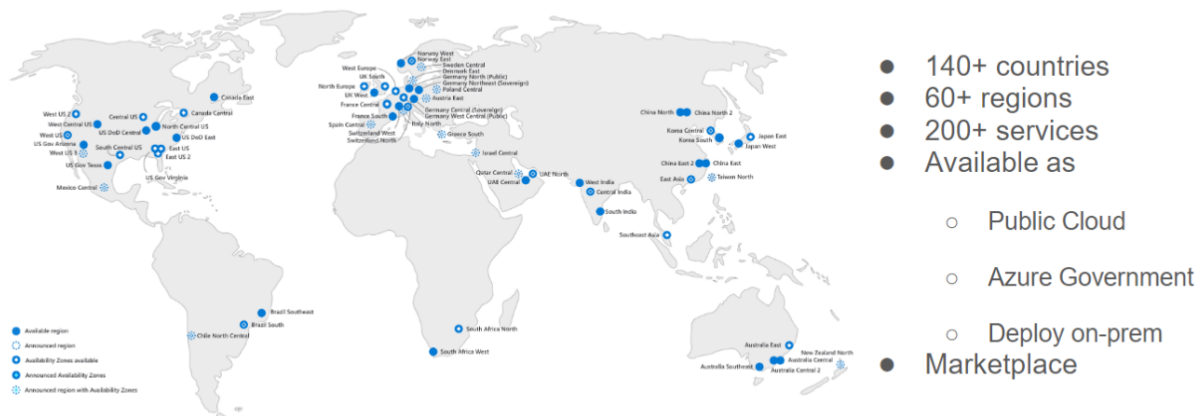 Norway West
Norway East
Sweden Central
Denmark East
Germany North (Public)
Germany Northeast (Sovereign)
Poland Central
Austria East
Germany Central (Sovereign)
Germany West Central (Public)
Italy North
West Europe
UK South
North Europe
UK West
France Central
France South
Spain Central
Switzerland West
Switzerland North
Greece South
Israel Central
Qatar Central
UAE North
UAE Central
Canada East
Canada Central
West US 2
Central US
West Central US
North Central US
US DoD Central
West US
US DoD East
US Gov Arizona
South Central US
East US
West US 3
East US 2
US Gov Texas
US Gov Virginia
Mexico Central
China North
China North 2
Korea Central
Japan East
Korea South
Japan West
China East 2
China East
East Asia
Taiwan North
West India
Central India
South India
Southeast Asia
Brazil Southeast
Brazil South
Chile North Central
South Africa North
South Africa West
Australia East
New Zealand North
Australia Central
Australia Southeast
Australia Central 2
Available region
Announced region
Availability Zones available
Announced Availability Zones
Announced region with Availability Zones
● 140+ countries
● 60+ regions
● 200+ services
● Available as
○ Public Cloud
○ Azure Government
○ Deploy on-prem
● Marketplace